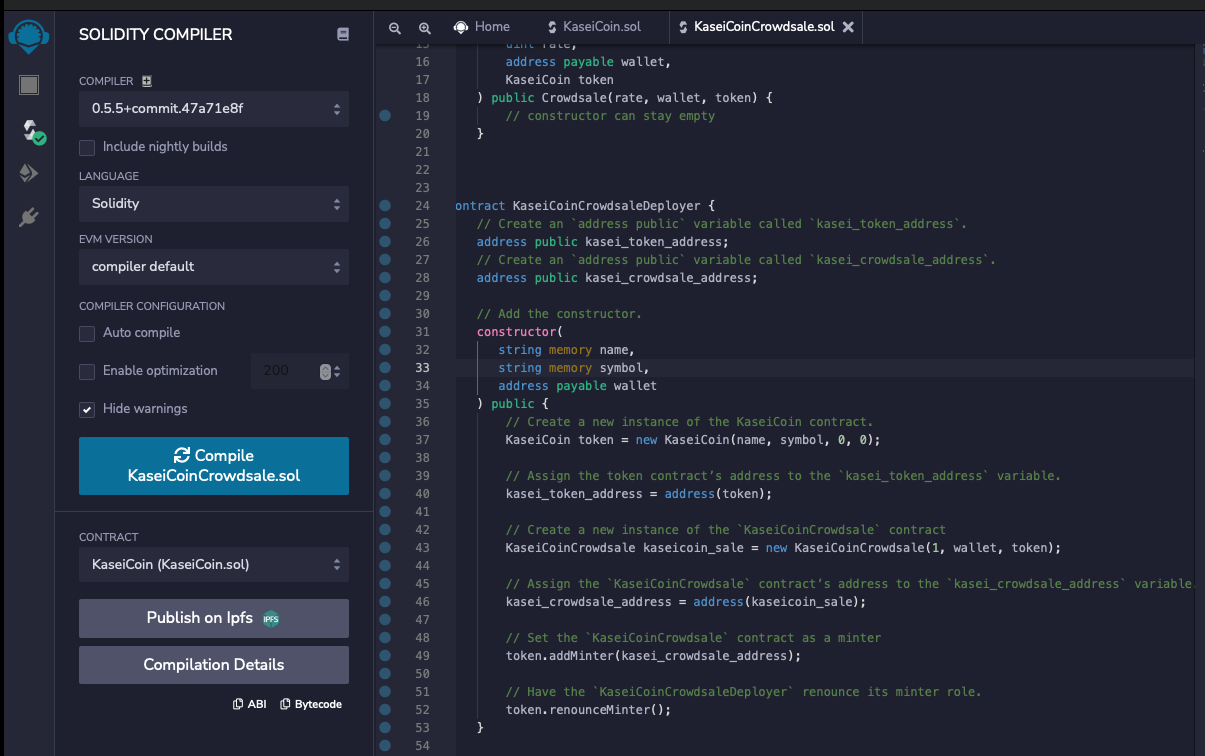 SOLIDITY COMPILER
COMPILER
0.5.5+commit.47a71e8f
Include nightly builds
LANGUAGE
Solidity
EVM VERSION
compiler default
COMPILER CONFIGURATION
Auto compile
Enable optimization 200
Hide warnings
Compile
KaseiCoinCrowdsale.sol
CONTRACT
KaseiCoin (KaseiCoin.sol)
Publish on Ipfs IPFS
Compilation Details
ABI Bytecode
Home KaseiCoin.sol KaseiCoinCrowdsale.sol
15 uint rate,
16 address payable wallet,
17 KaseiCoin token
18 ) public Crowdsale(rate, wallet, token) {
19 // constructor can stay empty
20 }
21
22
23
24 ontract KaseiCoinCrowdsaleDeployer {
25 // Create an `address public` variable called `kasei_token_address`.
26 address public kasei_token_address;
27 // Create an `address public` variable called `kasei_crowdsale_address`.
28 address public kasei_crowdsale_address;
29
30 // Add the constructor.
31 constructor(
32 string memory name,
33 string memory symbol,
34 address payable wallet
35 ) public {
36 // Create a new instance of the KaseiCoin contract.
37 KaseiCoin token = new KaseiCoin(name, symbol, 0, 0);
38
39 // Assign the token contract’s address to the `kasei_token_address` variable.
40 kasei_token_address = address(token);
41
42 // Create a new instance of the `KaseiCoinCrowdsale` contract
43 KaseiCoinCrowdsale kaseicoin_sale = new KaseiCoinCrowdsale(1, wallet, token);
44
45 // Assign the `KaseiCoinCrowdsale` contract’s address to the `kasei_crowdsale_address` variable.
46 kasei_crowdsale_address = address(kaseicoin_sale);
47
48 // Set the `KaseiCoinCrowdsale` contract as a minter
49 token.addMinter(kasei_crowdsale_address);
50
51 // Have the `KaseiCoinCrowdsaleDeployer` renounce its minter role.
52 token.renounceMinter();
53 }
54